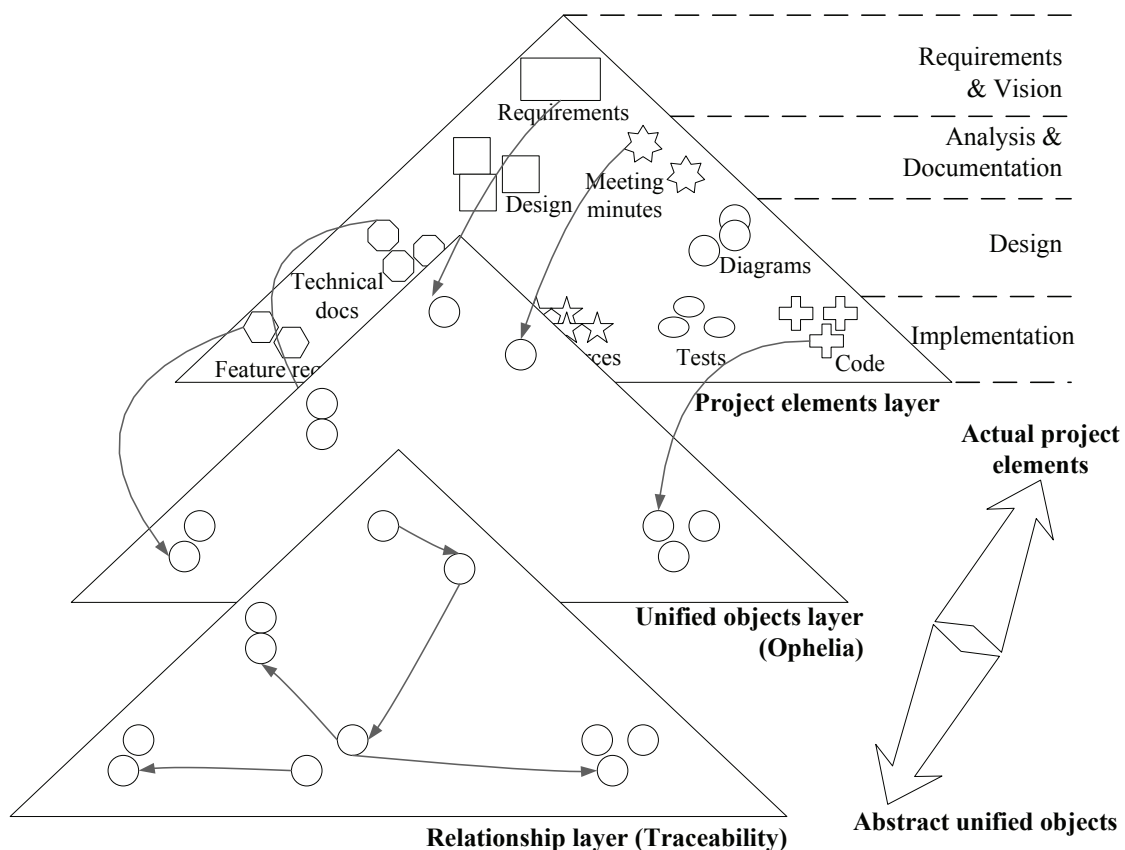 Requirements
& Vision
Requirements
Analysis &
Documentation
Meeting
minutes
Design
Design
Diagrams
Technical
docs
Implementation
Tests
Code
Feature
Project elements layer
Actual project
elements
Unified objects layer
(Ophelia)
Abstract unified objects
Relationship layer (Traceability)